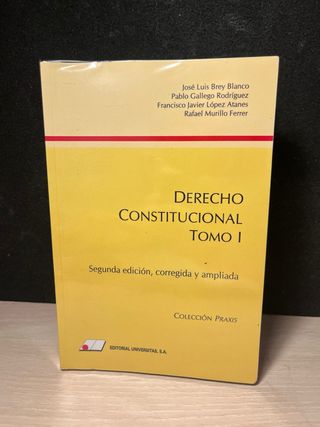 José Luis Brey Blanco
Pablo Gallego Rodríguez
Francisco Javier López Atanes
Rafael Murillo Ferrer
DERECHO
CONSTITUCIONAL
TOMO I
Segunda edición, corregida y ampliada
COLECCIÓN PRAXIS
EDITORIAL UNIVERSITAS, S.A.